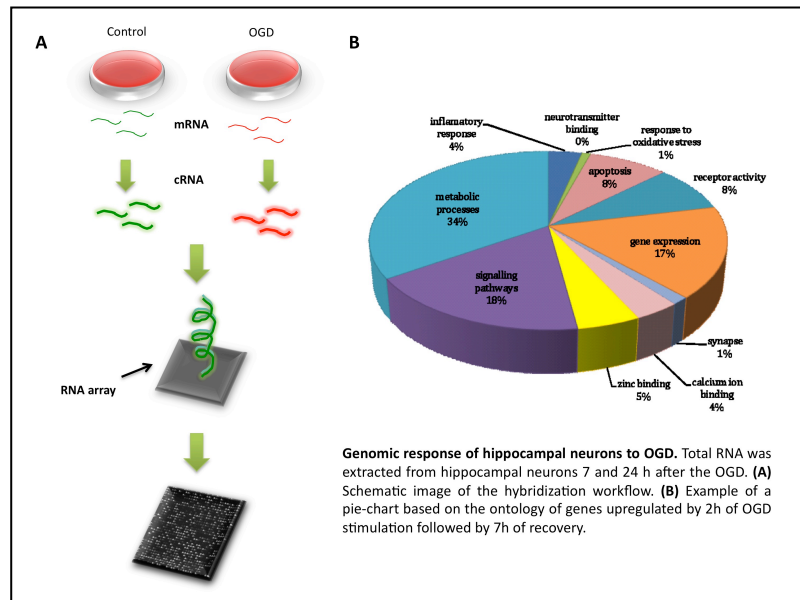 A
Control
OGD
mRNA
cRNA
RNA array
B
inflamatory
response
4%
neurotransmitter
binding
0%
response to
oxidative stress
1%
apoptosis
8%
receptor activity
8%
gene expression
17%
synapse
1%
calcium ion
binding
4%
zinc binding
5%
signalling
pathways
18%
metabolic
processes
34%
Genomic response of hippocampal neurons to OGD. Total RNA was
extracted from hippocampal neurons 7 and 24 h after the OGD. (A)
Schematic image of the hybridization workflow. (B) Example of a
pie-chart based on the ontology of genes upregulated by 2h of OGD
stimulation followed by 7h of recovery.